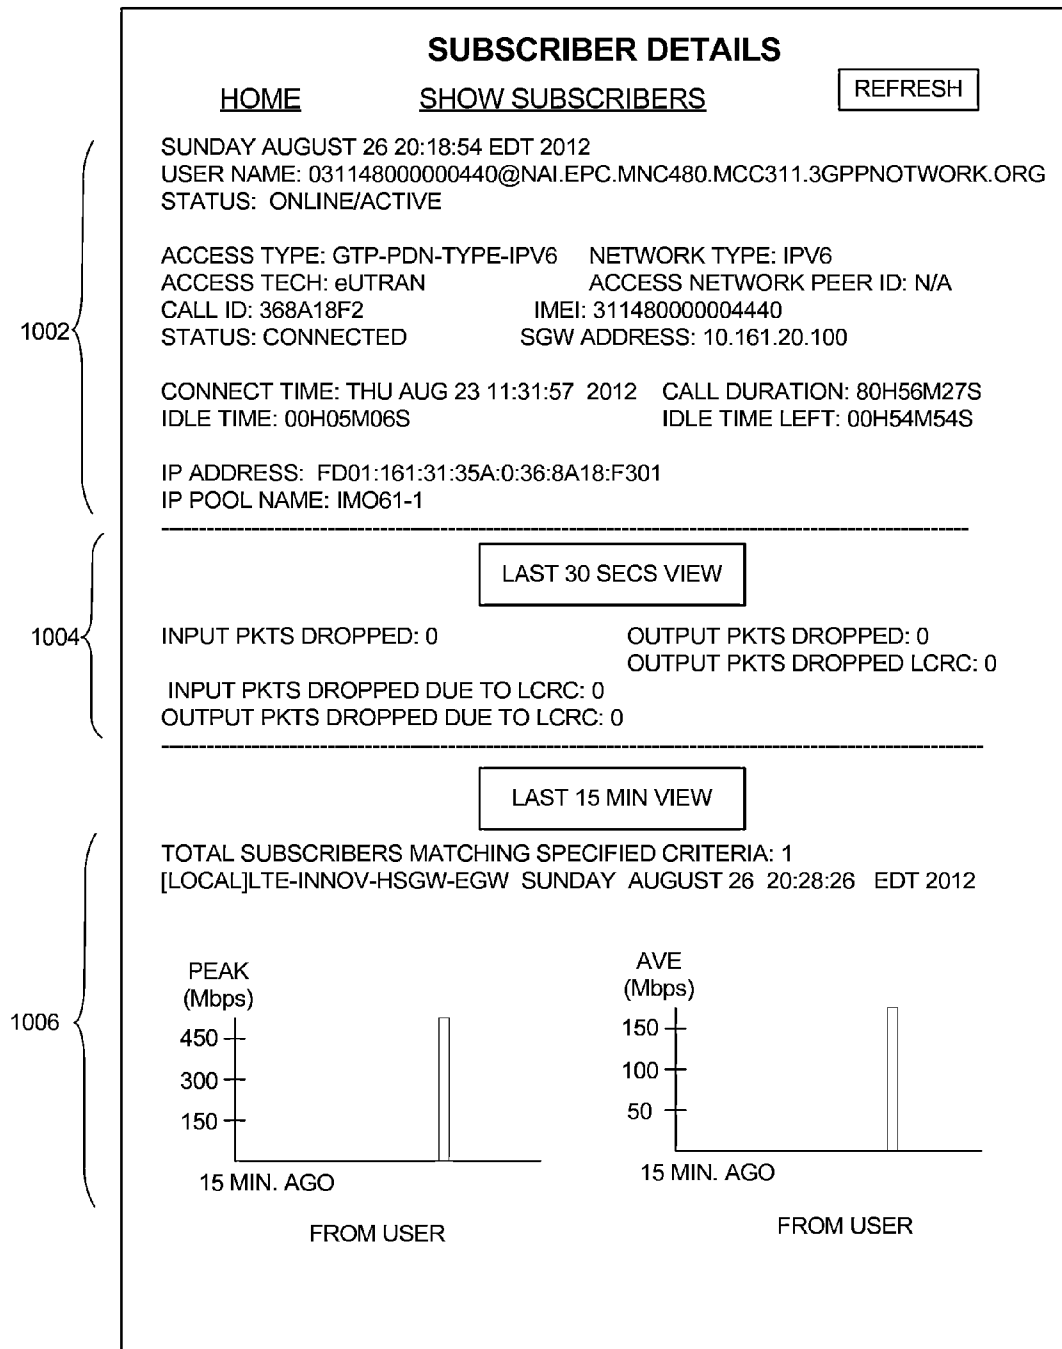 SUBSCRIBER DETAILS
HOME SHOW SUBSCRIBERS REFRESH
SUNDAY AUGUST 26 20:18:54 EDT 2012
USER NAME: 031148000000440@NAI.EPC.MNC480.MCC311.3GPPNOTWORK.ORG
STATUS: ONLINE/ACTIVE
ACCESS TYPE: GTP-PDN-TYPE-IPV6 NETWORK TYPE: IPV6
ACCESS TECH: eUTRAN ACCESS NETWORK PEER ID: N/A
CALL ID: 368A18F2 IMEI: 311480000004440
1002
STATUS: CONNECTED SGW ADDRESS: 10.161.20.100
CONNECT TIME: THU AUG 23 11:31:57 2012 CALL DURATION: 80H56M27S
IDLE TIME: 00H05M06S IDLE TIME LEFT: 00H54M54S
IP ADDRESS: FD01:161:31:35A:0:36:8A18:F301
IP POOL NAME: IMO61-1
LAST 30 SECS VIEW
1004
INPUT PKTS DROPPED: 0 OUTPUT PKTS DROPPED: 0
OUTPUT PKTS DROPPED LCRC: 0
INPUT PKTS DROPPED DUE TO LCRC: 0
OUTPUT PKTS DROPPED DUE TO LCRC: 0
LAST 15 MIN VIEW
TOTAL SUBSCRIBERS MATCHING SPECIFIED CRITERIA: 1
[LOCAL]LTE-INNOV-HSGW-EGW SUNDAY AUGUST 26 20:28:26 EDT 2012
1006
PEAK
(Mbps)
450
300
150
15 MIN. AGO
FROM USER
AVE
(Mbps)
150
100
50
15 MIN. AGO
FROM USER